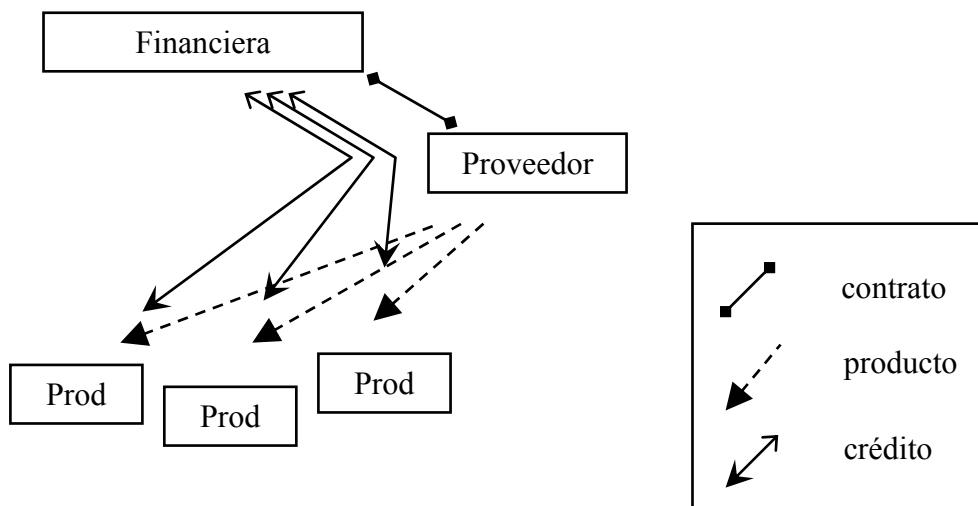 Financiera
Proveedor
Prod
Prod
Prod
contrato
producto
crédito